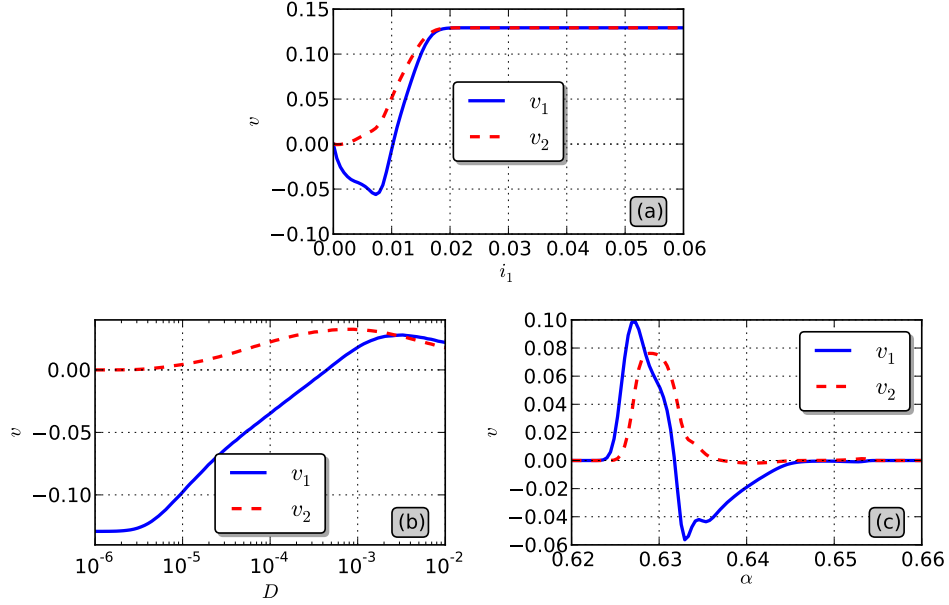 0.15
0.10
0.05
0.00
−0.05
−0.10
v
v₁
v₂
(a)
0.00 0.01 0.02 0.03 0.04 0.05 0.06
i₁
0.00
−0.05
−0.10
v
v₁
v₂
(b)
10⁻⁶ 10⁻⁵ 10⁻⁴ 10⁻³ 10⁻²
D
0.10
0.08
0.06
0.04
0.02
0.00
−0.02
−0.04
−0.06
v
v₁
v₂
(c)
0.62 0.63 0.64 0.65 0.66
α